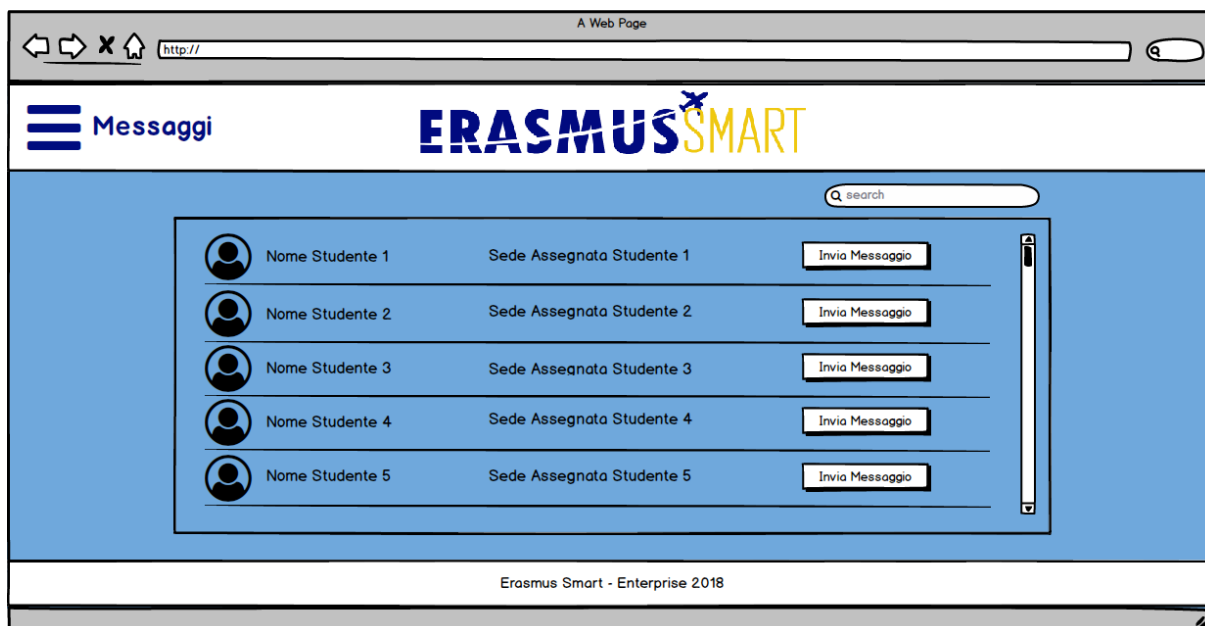 A Web Page
http://
Messaggi
ERASMUSSMART
search
Nome Studente 1 Sede Assegnata Studente 1 Invia Messaggio
Nome Studente 2 Sede Assegnata Studente 2 Invia Messaggio
Nome Studente 3 Sede Assegnata Studente 3 Invia Messaggio
Nome Studente 4 Sede Assegnata Studente 4 Invia Messaggio
Nome Studente 5 Sede Assegnata Studente 5 Invia Messaggio
Erasmus Smart - Enterprise 2018